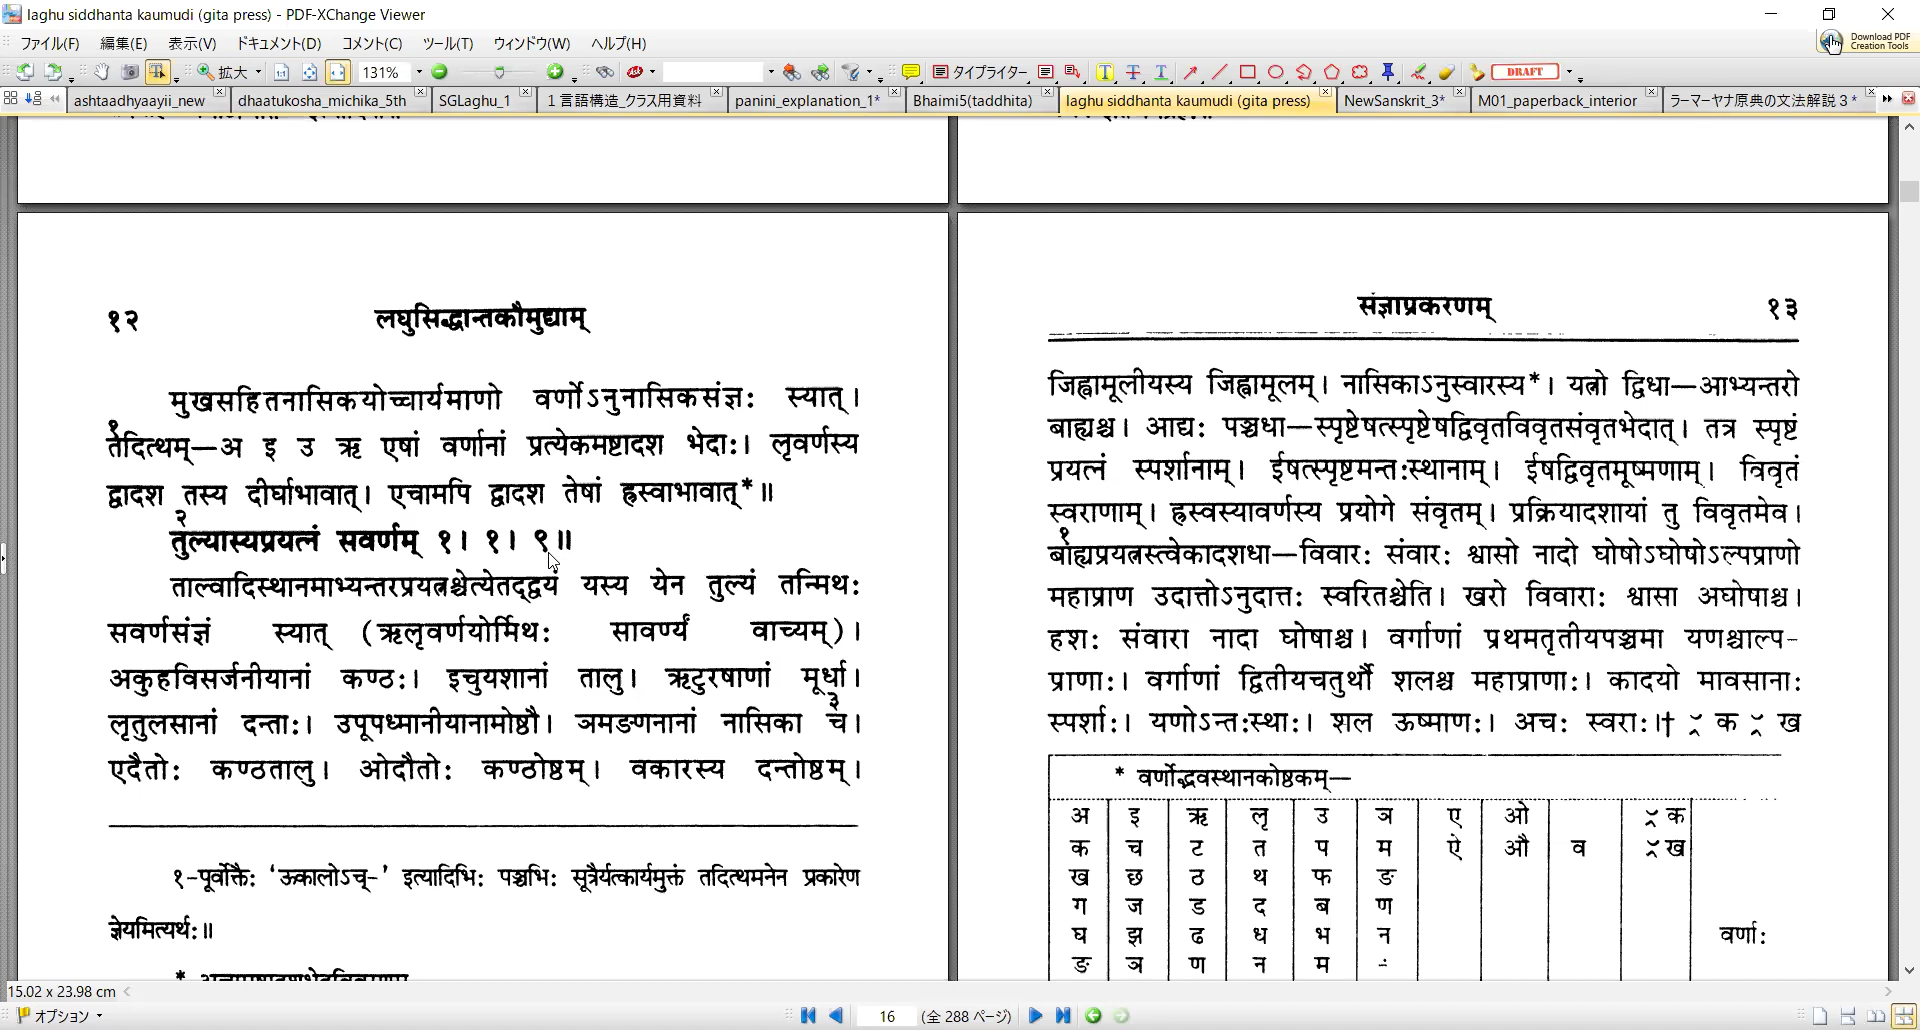 laghu siddhanta kaumudi (gita press) - PDF-XChange Viewer
ファイル(F) 編集(E) 表示(V) ドキュメント(D) コメント(C) ツール(T) ウィンドウ(W) ヘルプ(H)
Download PDF
Creation Tools
拡大 131% タイプライター DRAFT
ashtaadhyaayii_new dhaatukosha_michika_5th SGLaghu_1 1言語構造_クラス用資料 panini_explanation_1* Bhaimi5(taddhita) laghu siddhanta kaumudi (gita press) NewSanskrit_3* M01_paperback_interior ラーマーヤナ原典の文法解説3*
१२ लघुसिद्धान्तकौमुद्याम्
मुखसहितनासिकयोच्चार्यमाणो वर्णोऽनुनासिकसंज्ञः स्यात्।
१
तदित्थम्—अ इ उ ऋ एषां वर्णानां प्रत्येकमष्टादश भेदाः। लृवर्णस्य
द्वादश तस्य दीर्घाभावात्। एचामपि द्वादश तेषां ह्रस्वाभावात्*॥
२
तुल्यास्यप्रयत्नं सवर्णम् १। १। ९॥
ताल्वादिस्थानमाभ्यन्तरप्रयत्नश्चेत्येतद्द्वयं यस्य येन तुल्यं तन्मिथः
सवर्णसंज्ञं स्यात् (ऋलृवर्णयोर्मिथः सावर्ण्यं वाच्यम्)।
अकुहविसर्जनीयानां कण्ठः। इचुयशानां तालु। ऋटुरषाणां मूर्धा।
३
लृतुलसानां दन्ताः। उपूपध्मानीयानामोष्ठौ। ञमङणनानां नासिका च।
एदैतोः कण्ठतालु। ओदौतोः कण्ठोष्ठम्। वकारस्य दन्तोष्ठम्।
१-पूर्वोक्तैः ‘ऊकालोऽच्-’ इत्यादिभिः पञ्चभिः सूत्रैर्यत्कार्यमुक्तं तदित्थमनेन प्रकारेण
ज्ञेयमित्यर्थः॥
संज्ञाप्रकरणम् १३
जिह्वामूलीयस्य जिह्वामूलम्। नासिकाऽनुस्वारस्य*। यत्नो द्विधा—आभ्यन्तरो
बाह्यश्च। आद्यः पञ्चधा—स्पृष्टेषत्स्पृष्टेषद्विवृतविवृतसंवृतभेदात्। तत्र स्पृष्टं
प्रयत्नं स्पर्शानाम्। ईषत्स्पृष्टमन्तःस्थानाम्। ईषद्विवृतमूष्मणाम्। विवृतं
स्वराणाम्। ह्रस्वस्यावर्णस्य प्रयोगे संवृतम्। प्रक्रियादशायां तु विवृतमेव।
१
बाह्यप्रयत्नस्त्वेकादशधा—विवारः संवारः श्वासो नादो घोषोऽघोषोऽल्पप्राणो
महाप्राण उदात्तोऽनुदात्तः स्वरितश्चेति। खरो विवाराः श्वासा अघोषाश्च।
हशः संवारा नादा घोषाश्च। वर्गाणां प्रथमतृतीयपञ्चमा यणश्चाल्प-
प्राणाः। वर्गाणां द्वितीयचतुर्थौ शलश्च महाप्राणाः। कादयो मावसानाः
स्पर्शाः। यणोऽन्तःस्थाः। शल ऊष्माणः। अचः स्वराः।† ᳲ क ᳲ ख
* वर्णोद्भवस्थानकोष्ठकम्—
अ इ ऋ लृ उ ञ ए ओ ᳲ क
क च ट त प म ऐ औ व ᳲ ख
ख छ ठ थ फ ङ
ग ज ड द ब ण
घ झ ढ ध भ न वर्णाः
ङ ञ ण न म ∸
15.02 x 23.98 cm
オプション 16 (全 288 ページ)